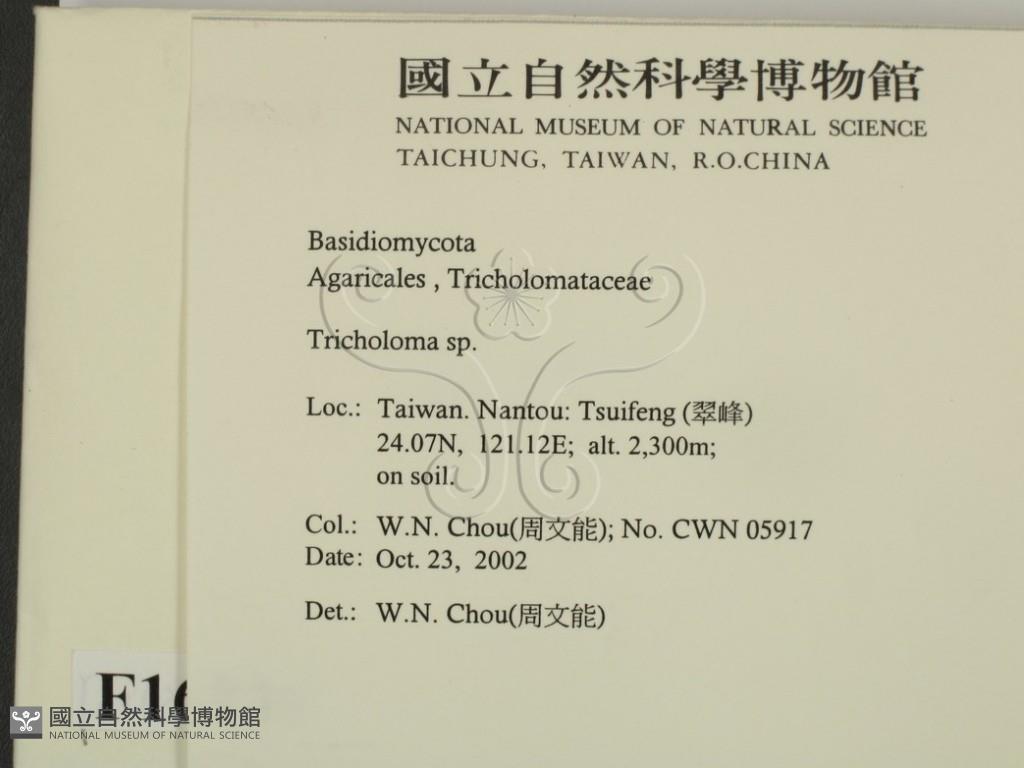 國立自然科學博物館
NATIONAL MUSEUM OF NATURAL SCIENCE
TAICHUNG, TAIWAN, R.O.CHINA
Basidiomycota
Agaricales , Tricholomataceae
Tricholoma sp.
Loc.: Taiwan. Nantou: Tsuifeng (翠峰)
24.07N, 121.12E; alt. 2,300m;
on soil.
Col.: W.N. Chou(周文能); No. CWN 05917
Date: Oct. 23, 2002
Det.: W.N. Chou(周文能)
國立自然科學博物館
NATIONAL MUSEUM OF NATURAL SCIENCE